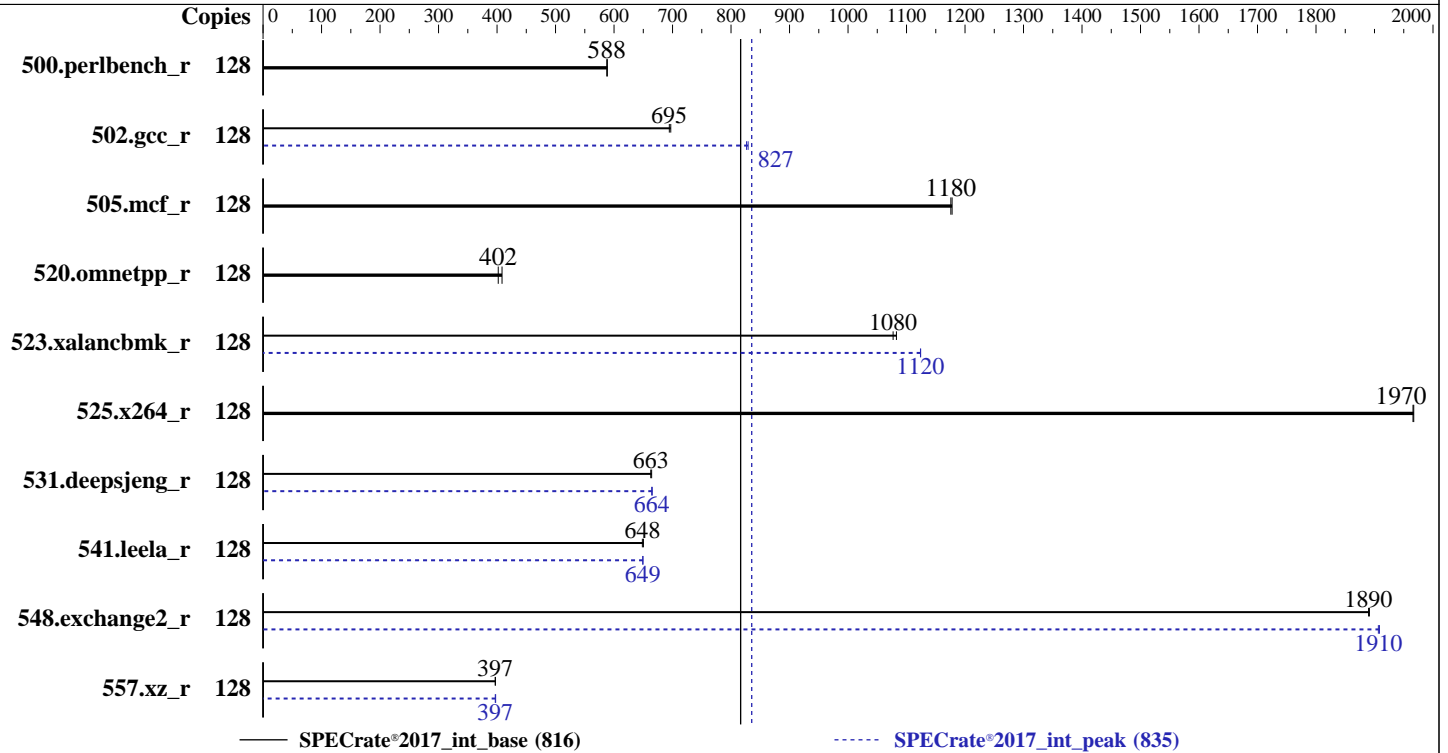 Copies 0 100 200 300 400 500 600 700 800 900 1000 1100 1200 1300 1400 1500 1600 1700 1800 2000
500.perlbench_r 128 588
502.gcc_r 128 695
827
505.mcf_r 128 1180
520.omnetpp_r 128 402
523.xalancbmk_r 128 1080
1120
525.x264_r 128 1970
531.deepsjeng_r 128 663
664
541.leela_r 128 648
649
548.exchange2_r 128 1890
1910
557.xz_r 128 397
397
SPECrate®2017_int_base (816) SPECrate®2017_int_peak (835)